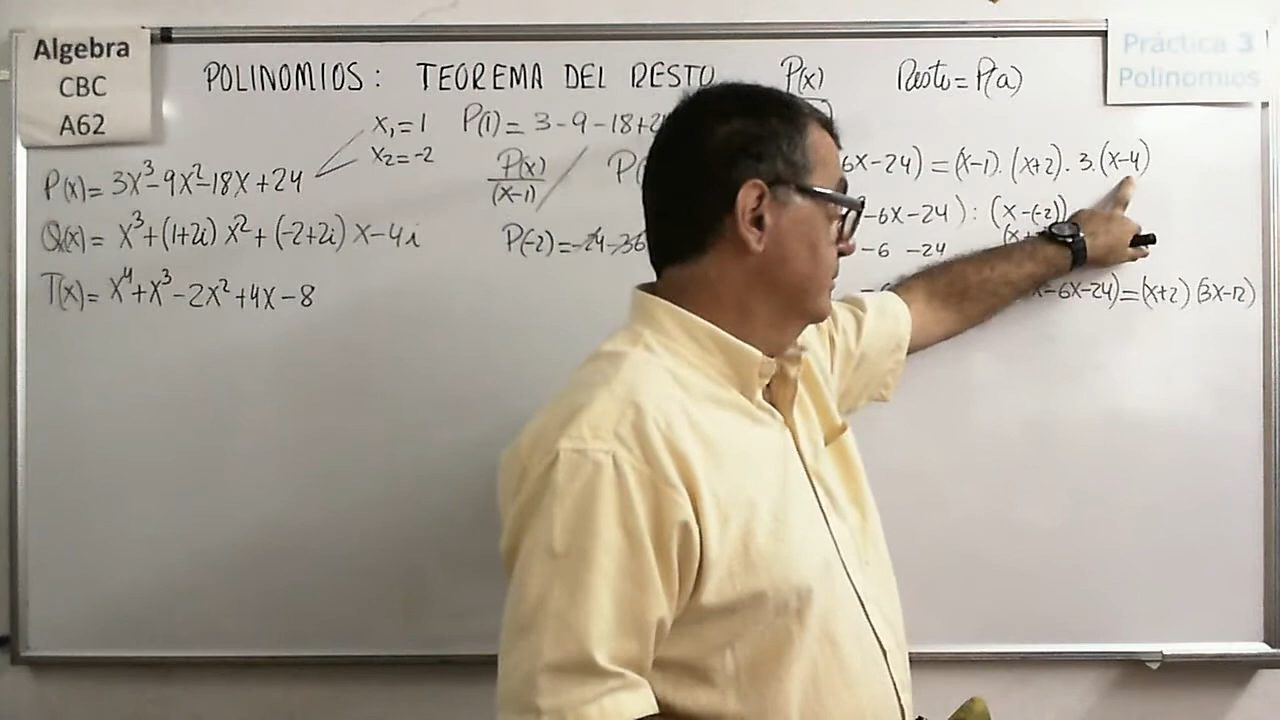 Algebra
CBC
A62
Práctica 3
Polinomios
POLINOMIOS: TEOREMA DEL RESTO P(x) Resto = P(a)
x₁ = 1 P(1) = 3 - 9 - 18 + 2
x₂ = -2
P(x) = 3x³ - 9x² - 18x + 24
P(x)/(x-1) P( 6x - 24) = (x-1).(x+2).3.(x-4)
Q(x) = x³ + (1+2i) x² + (-2+2i) x - 4i
P(-2) = -24 - 36
-6x - 24) : (x-(-2))
-6 -24
T(x) = x⁴ + x³ - 2x² + 4x - 8
-6x-24) = (x+2) (3x-12)